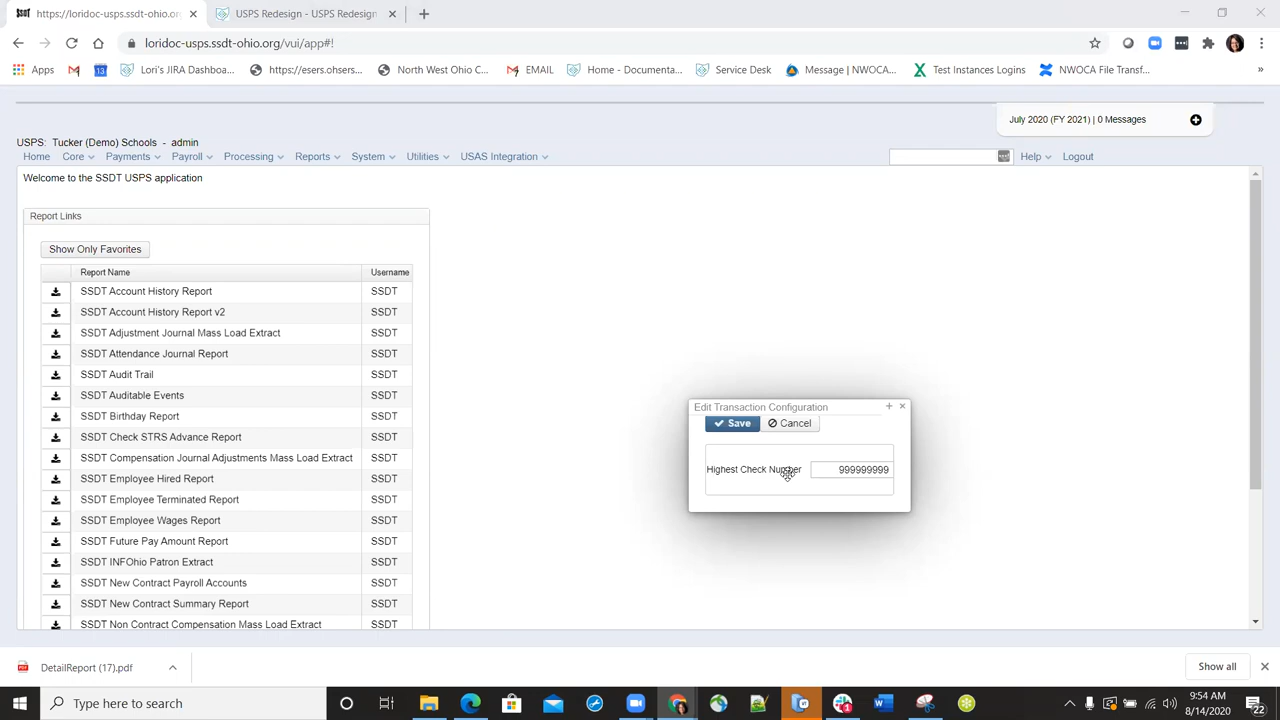 SSDT https://loridoc-usps.ssdt-ohio.or
USPS Redesign - USPS Redesign
loridoc-usps.ssdt-ohio.org/vui/app#!
Apps Lori's JIRA Dashboa... https://esers.ohsers... North West Ohio C... EMAIL Home - Documenta... Service Desk Message | NWOCA... Test Instances Logins NWOCA File Transf... »
July 2020 (FY 2021) | 0 Messages
USPS: Tucker (Demo) Schools - admin
Home Core Payments Payroll Processing Reports System Utilities USAS Integration Help Logout
Welcome to the SSDT USPS application
Report Links
Show Only Favorites
Report Name Username
SSDT Account History Report SSDT
SSDT Account History Report v2 SSDT
SSDT Adjustment Journal Mass Load Extract SSDT
SSDT Attendance Journal Report SSDT
SSDT Audit Trail SSDT
SSDT Auditable Events SSDT
Edit Transaction Configuration
SSDT Birthday Report SSDT
Save Cancel
SSDT Check STRS Advance Report SSDT
SSDT Compensation Journal Adjustments Mass Load Extract SSDT
Highest Check Number 999999999
SSDT Employee Hired Report SSDT
SSDT Employee Terminated Report SSDT
SSDT Employee Wages Report SSDT
SSDT Future Pay Amount Report SSDT
SSDT INFOhio Patron Extract SSDT
SSDT New Contract Payroll Accounts SSDT
SSDT New Contract Summary Report SSDT
SSDT Non Contract Compensation Mass Load Extract SSDT
DetailReport (17).pdf Show all
Type here to search
9:54 AM
8/14/2020
22